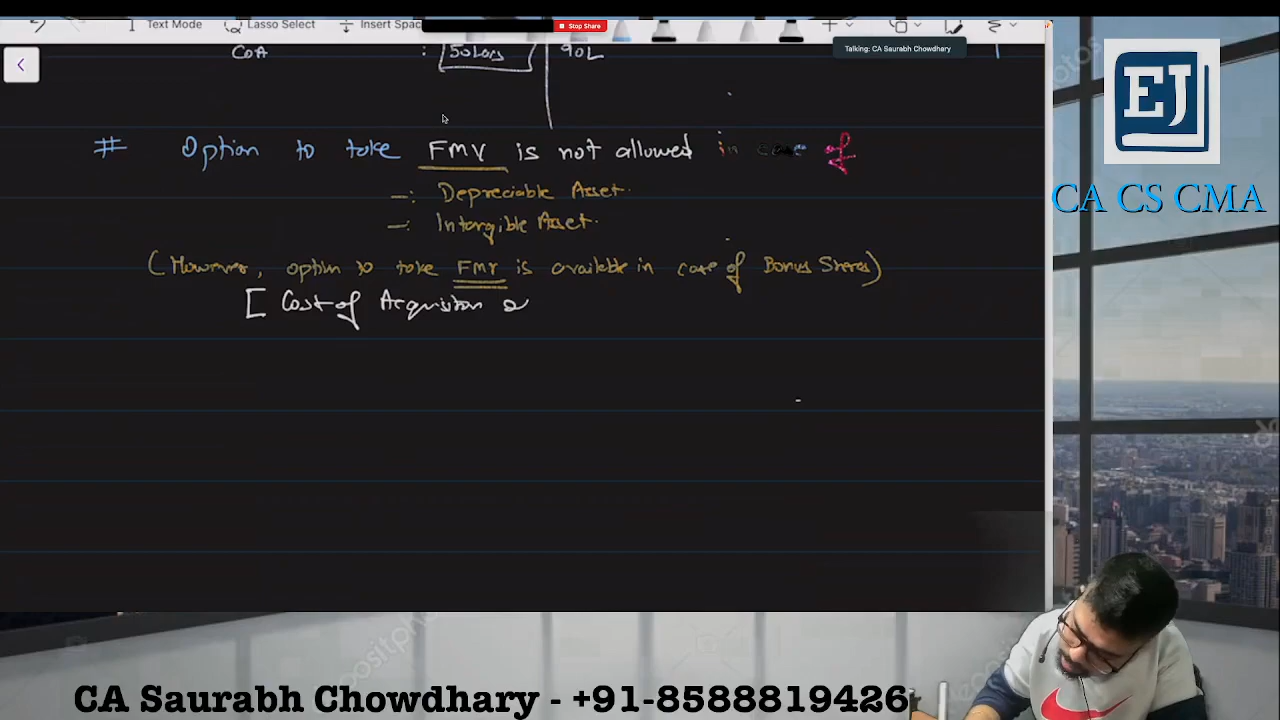 Text Mode Lasso Select Insert Spac
Stop Share
Talking: CA Saurabh Chowdhary
COA : 50 Lacs 90L
# Option to take FMV is not allowed in case of
-: Depreciable Asset.
-: Intangible Asset.
(However, option to take FMV is available in case of Bonus Shares)
[ Cost of Acquisition
EJ
CA CS CMA
CA Saurabh Chowdhary - +91-8588819426